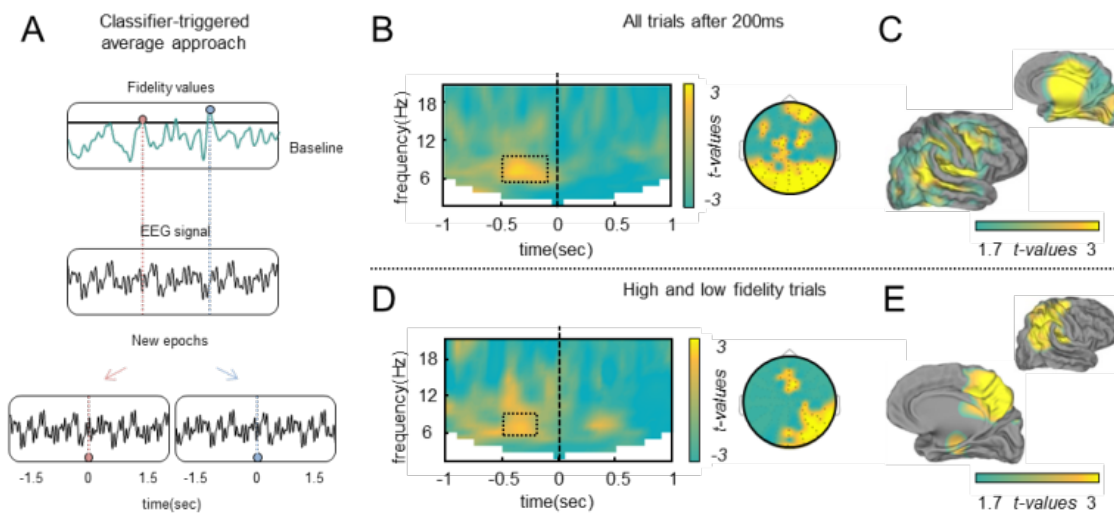 A
Classifier-triggered
average approach
Fidelity values
Baseline
EEG signal
New epochs
-1.5 0 1.5 -1.5 0 1.5
time(sec)
B
All trials after 200ms
frequency(Hz)
18
12
6
-1 -0.5 0 0.5 1
time(sec)
3
t-values
-3
C
1.7 t-values 3
D
High and low fidelity trials
frequency(Hz)
18
12
6
-1 -0.5 0 0.5 1
time(sec)
3
t-values
-3
E
1.7 t-values 3